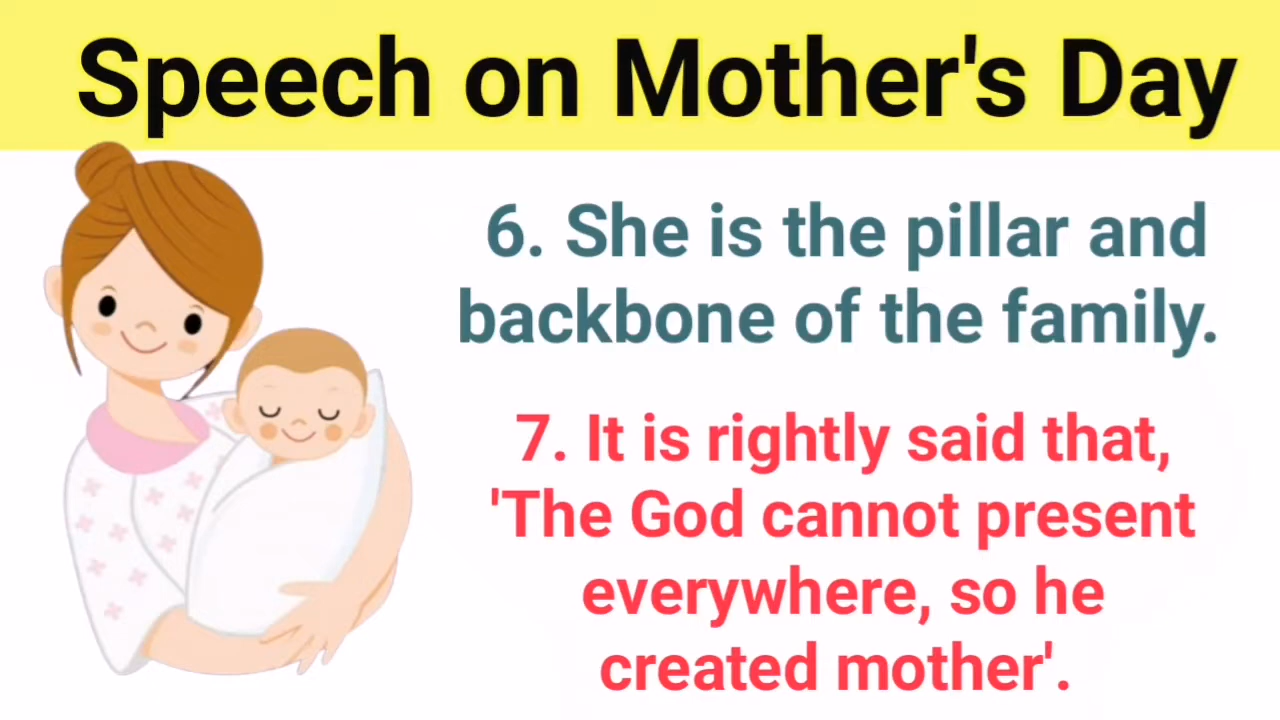 Speech on Mother's Day
6. She is the pillar and
backbone of the family.
7. It is rightly said that,
'The God cannot present
everywhere, so he
created mother'.